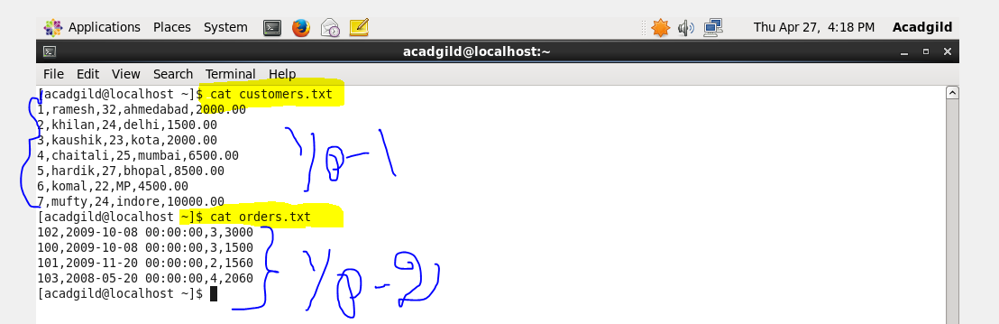 Applications Places System Thu Apr 27, 4:18 PM Acadgild
acadgild@localhost:~
File Edit View Search Terminal Help
[acadgild@localhost ~]$ cat customers.txt
1,ramesh,32,ahmedabad,2000.00
2,khilan,24,delhi,1500.00
3,kaushik,23,kota,2000.00
4,chaitali,25,mumbai,6500.00
5,hardik,27,bhopal,8500.00
6,komal,22,MP,4500.00
7,mufty,24,indore,10000.00
[acadgild@localhost ~]$ cat orders.txt
102,2009-10-08 00:00:00,3,3000
100,2009-10-08 00:00:00,3,1500
101,2009-11-20 00:00:00,2,1560
103,2008-05-20 00:00:00,4,2060
[acadgild@localhost ~]$